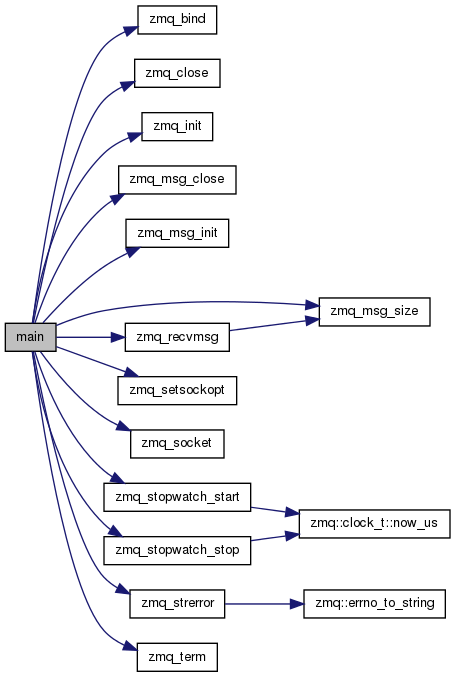 zmq_bind
zmq_close
zmq_init
zmq_msg_close
zmq_msg_init
zmq_msg_size
main
zmq_recvmsg
zmq_setsockopt
zmq_socket
zmq_stopwatch_start
zmq::clock_t::now_us
zmq_stopwatch_stop
zmq_strerror
zmq::errno_to_string
zmq_term